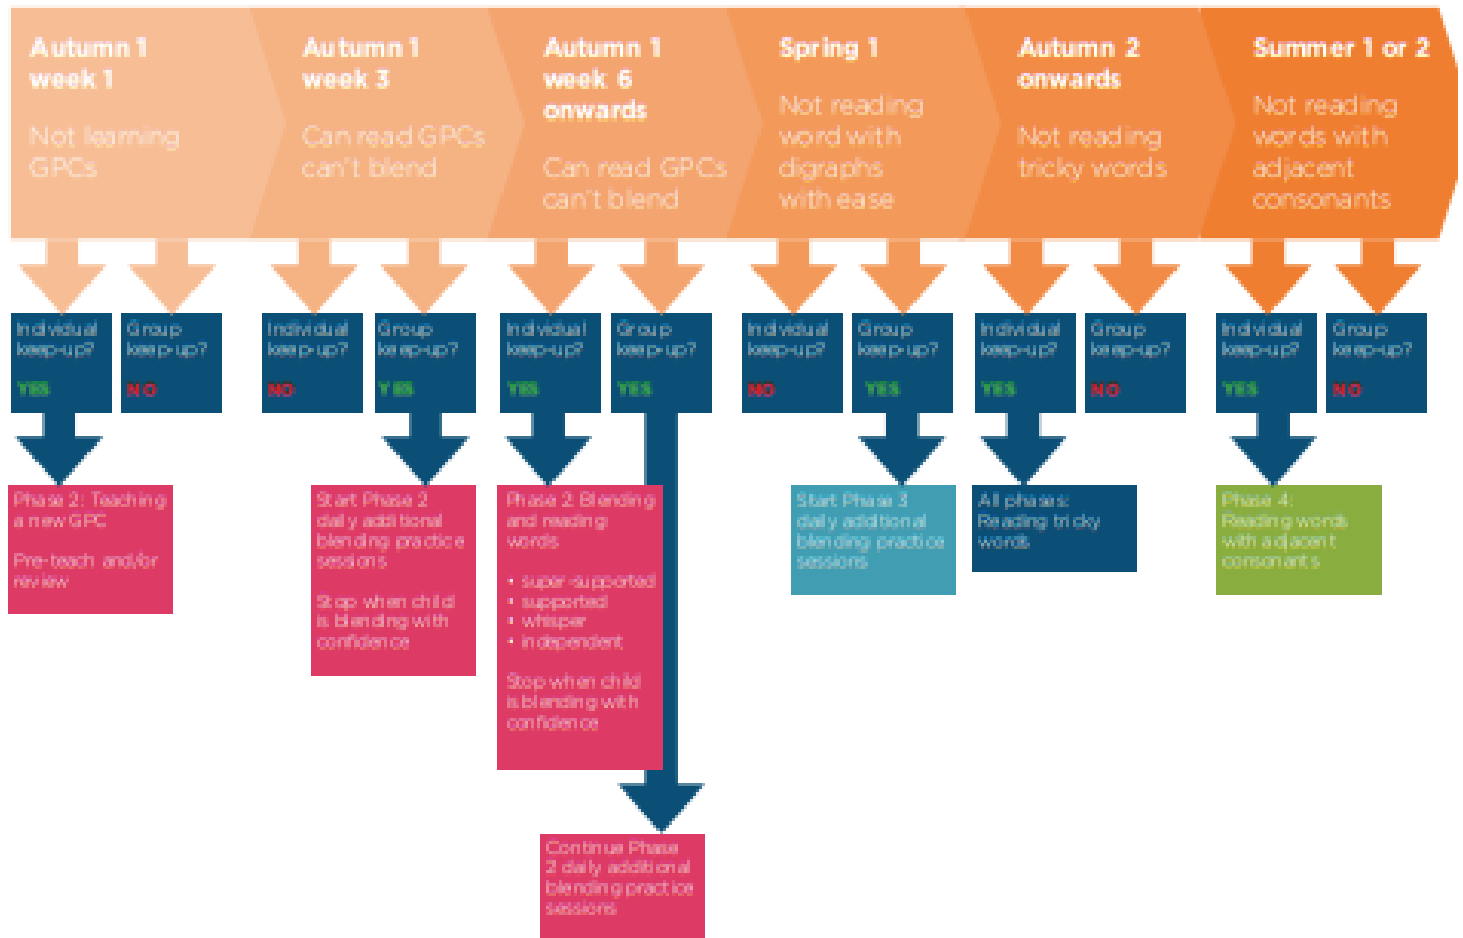 Autumn 1
week 1
Not learning
GPCs
Autumn 1
week 3
Can read GPCs
can't blend
Autumn 1
week 6
onwards
Can read GPCs
can't blend
Spring 1
Not reading
word with
digraphs
with ease
Autumn 2
onwards
Not reading
tricky words
Summer 1 or 2
Not reading
words with
adjacent
consonants
Individual
keep-up?
YES
Group
keep-up?
NO
Individual
keep-up?
NO
Group
keep-up?
YES
Individual
keep-up?
YES
Group
keep-up?
YES
Individual
keep-up?
NO
Group
keep-up?
YES
Individual
keep-up?
YES
Group
keep-up?
NO
Individual
keep-up?
YES
Group
keep-up?
NO
Phase 2: Teaching
a new GPC
Pre-teach and/or
review
Start Phase 2
daily additional
blending practice
sessions
Stop when child
is blending with
confidence
Phase 2: Blending
and reading
words
• super-supported
• supported
• whisper
• independent
Stop when child
is blending with
confidence
Continue Phase
2 daily additional
blending practice
sessions
Start Phase 3
daily additional
blending practice
sessions
All phases:
Reading tricky
words
Phase 4:
Reading words
with adjacent
consonants